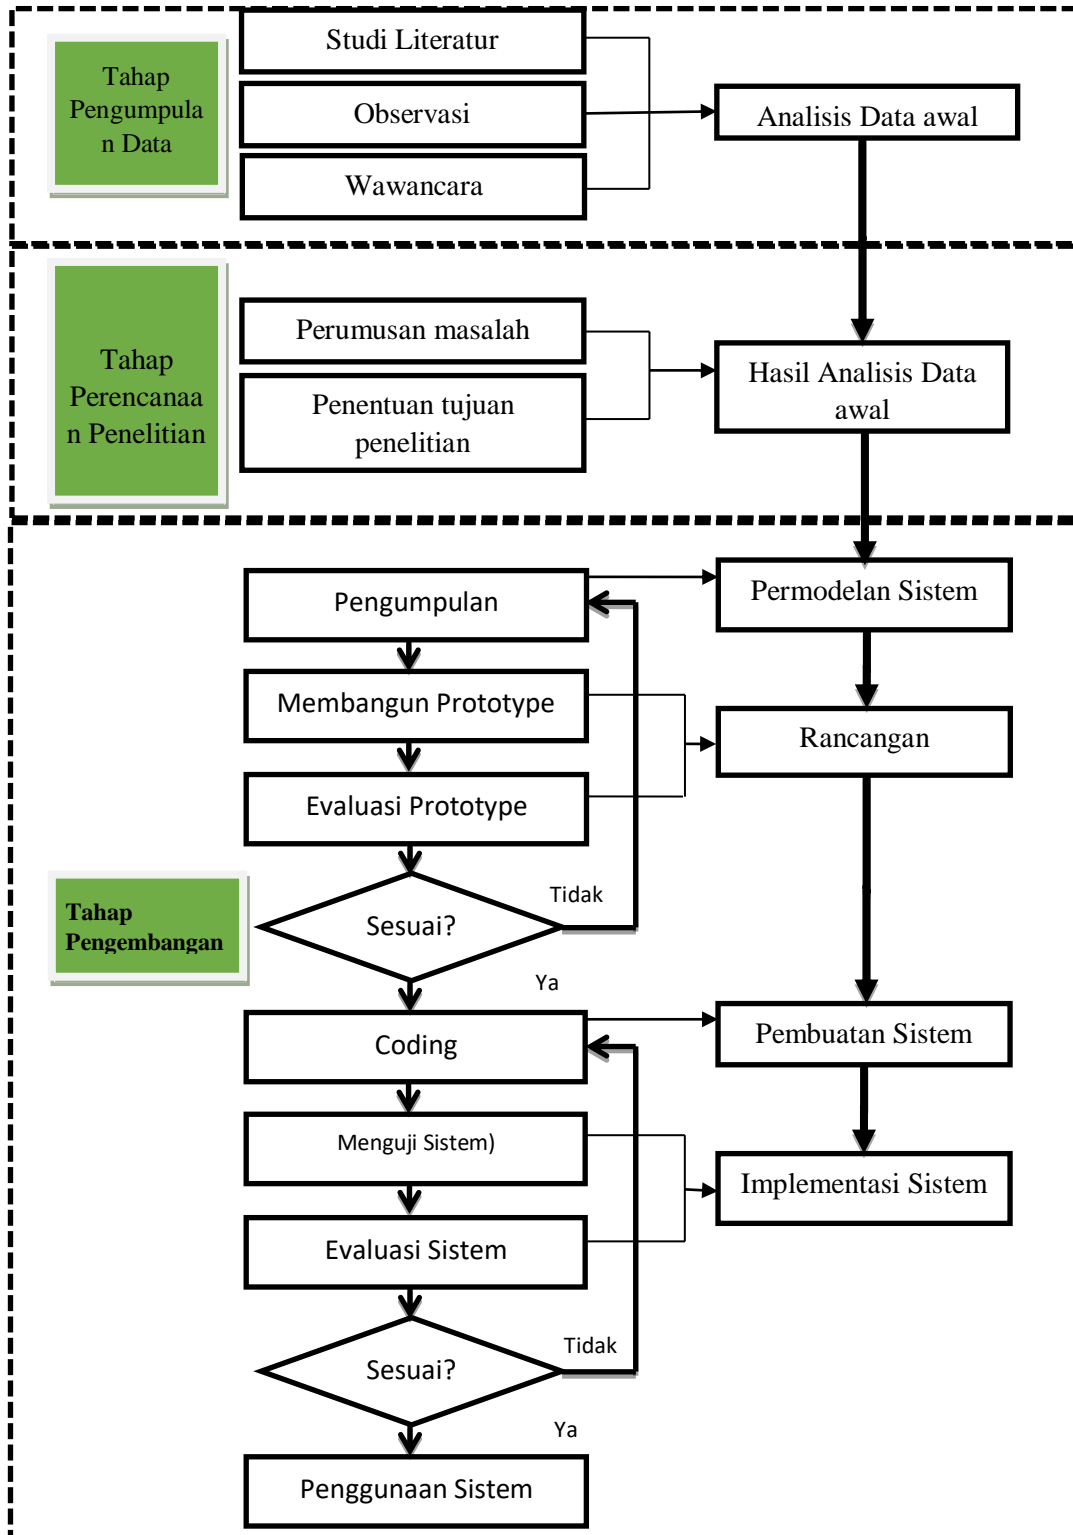 Studi Literatur
Tahap
Pengumpula
n Data
Observasi
Analisis Data awal
Wawancara
Tahap
Perencanaa
n Penelitian
Perumusan masalah
Penentuan tujuan
penelitian
Hasil Analisis Data
awal
Pengumpulan
Permodelan Sistem
Membangun Prototype
Rancangan
Evaluasi Prototype
Tahap
Pengembangan
Sesuai?
Tidak
Ya
Coding
Pembuatan Sistem
Menguji Sistem)
Implementasi Sistem
Evaluasi Sistem
Sesuai?
Tidak
Ya
Penggunaan Sistem